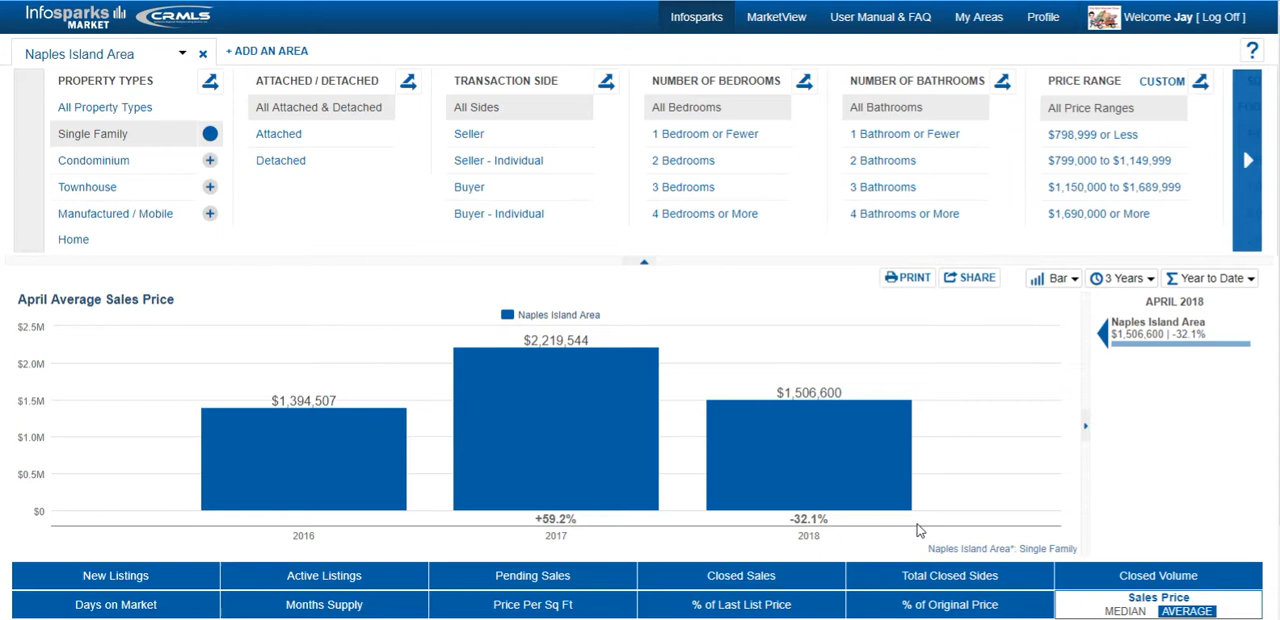 Infosparks MARKET CRMLS Infosparks MarketView User Manual & FAQ My Areas Profile Welcome Jay [ Log Off ]
Naples Island Area + ADD AN AREA ?
PROPERTY TYPES
All Property Types
Single Family
Condominium
Townhouse
Manufactured / Mobile
Home
ATTACHED / DETACHED
All Attached & Detached
Attached
Detached
TRANSACTION SIDE
All Sides
Seller
Seller - Individual
Buyer
Buyer - Individual
NUMBER OF BEDROOMS
All Bedrooms
1 Bedroom or Fewer
2 Bedrooms
3 Bedrooms
4 Bedrooms or More
NUMBER OF BATHROOMS
All Bathrooms
1 Bathroom or Fewer
2 Bathrooms
3 Bathrooms
4 Bathrooms or More
PRICE RANGE CUSTOM
All Price Ranges
$798,999 or Less
$799,000 to $1,149,999
$1,150,000 to $1,689,999
$1,690,000 or More
PRINT SHARE Bar 3 Years Year to Date
April Average Sales Price
Naples Island Area
APRIL 2018
Naples Island Area
$1,506,600 | -32.1%
$2.5M
$2.0M
$1.5M
$1.0M
$0.5M
$0
$1,394,507
$2,219,544
$1,506,600
+59.2% -32.1%
2016 2017 2018
Naples Island Area*: Single Family
New Listings Active Listings Pending Sales Closed Sales Total Closed Sides Closed Volume
Days on Market Months Supply Price Per Sq Ft % of Last List Price % of Original Price Sales Price
MEDIAN AVERAGE